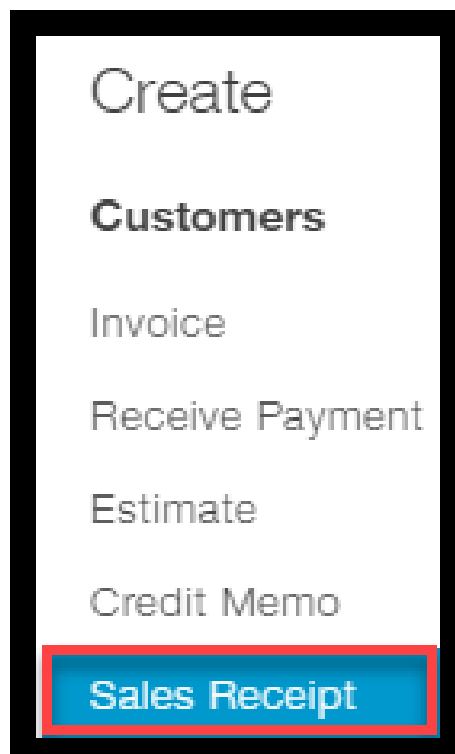 Create
Customers
Invoice
Receive Payment
Estimate
Credit Memo
Sales Receipt